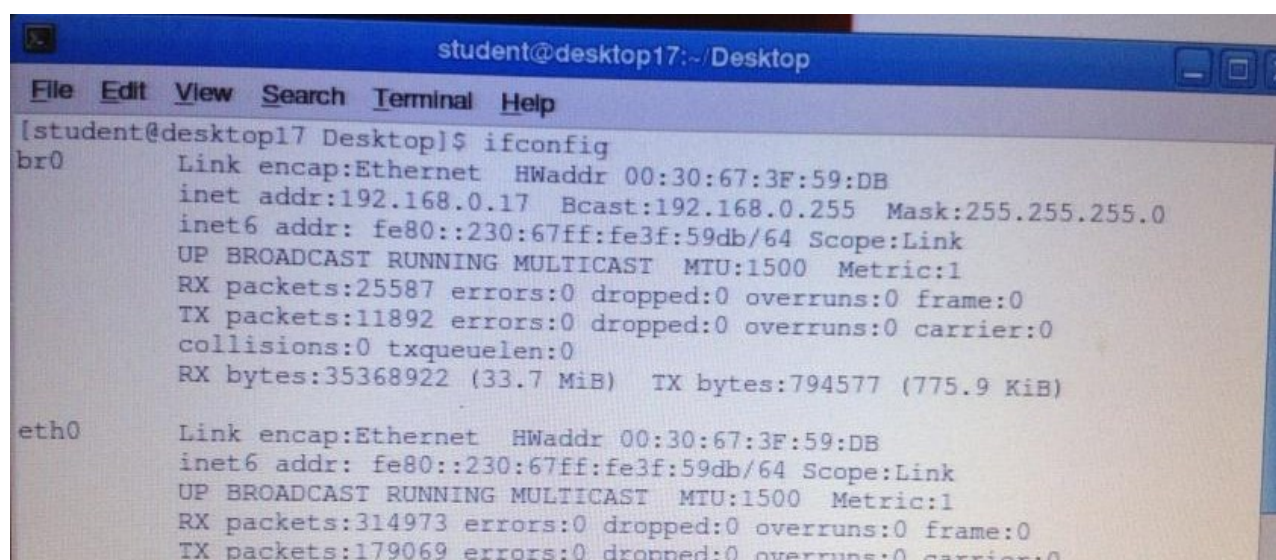 student@desktop17:~/Desktop
File Edit View Search Terminal Help
[student@desktop17 Desktop]$ ifconfig
br0 Link encap:Ethernet HWaddr 00:30:67:3F:59:DB
inet addr:192.168.0.17 Bcast:192.168.0.255 Mask:255.255.255.0
inet6 addr: fe80::230:67ff:fe3f:59db/64 Scope:Link
UP BROADCAST RUNNING MULTICAST MTU:1500 Metric:1
RX packets:25587 errors:0 dropped:0 overruns:0 frame:0
TX packets:11892 errors:0 dropped:0 overruns:0 carrier:0
collisions:0 txqueuelen:0
RX bytes:35368922 (33.7 MiB) TX bytes:794577 (775.9 KiB)
eth0 Link encap:Ethernet HWaddr 00:30:67:3F:59:DB
inet6 addr: fe80::230:67ff:fe3f:59db/64 Scope:Link
UP BROADCAST RUNNING MULTICAST MTU:1500 Metric:1
RX packets:314973 errors:0 dropped:0 overruns:0 frame:0
TX packets:179069 errors:0 dropped:0 overruns:0 carrier:0